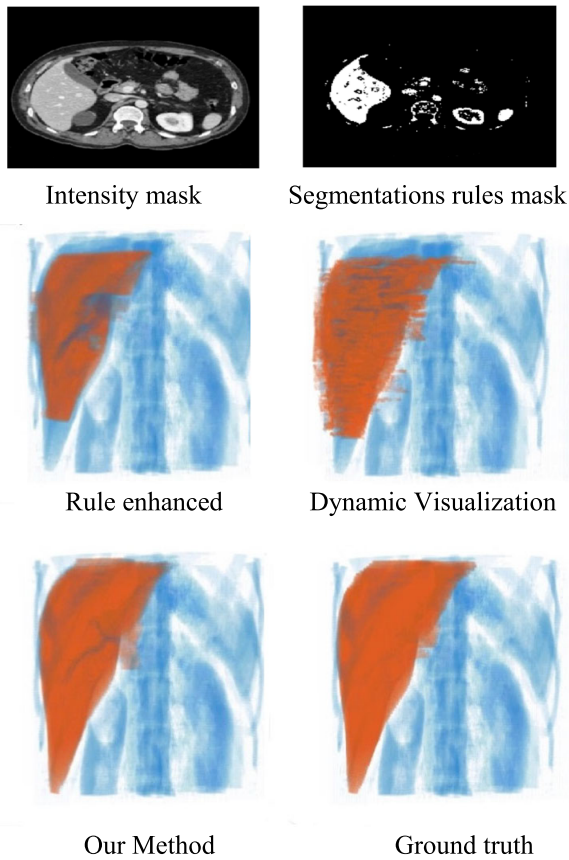 Intensity mask
Segmentations rules mask
Rule enhanced
Dynamic Visualization
Our Method
Ground truth